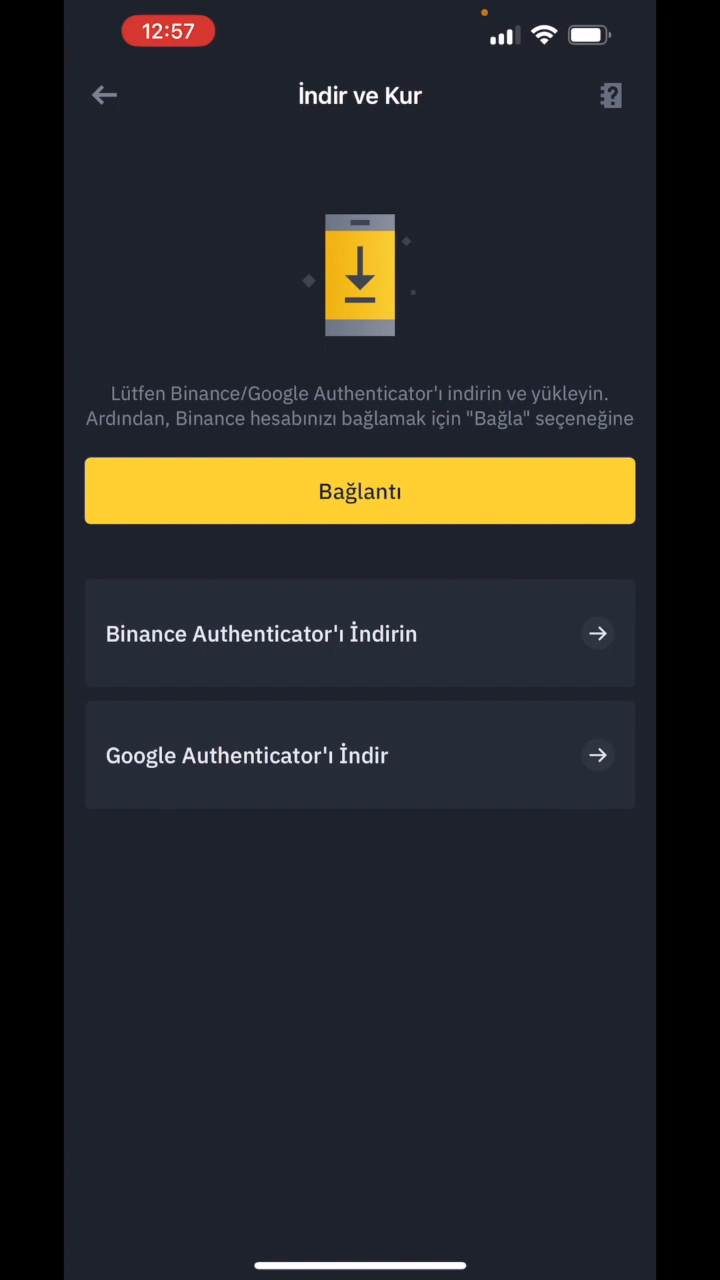 12:57
İndir ve Kur
Lütfen Binance/Google Authenticator'ı indirin ve yükleyin.
Ardından, Binance hesabınızı bağlamak için "Bağla" seçeneğine
Bağlantı
Binance Authenticator'ı İndirin
Google Authenticator'ı İndir